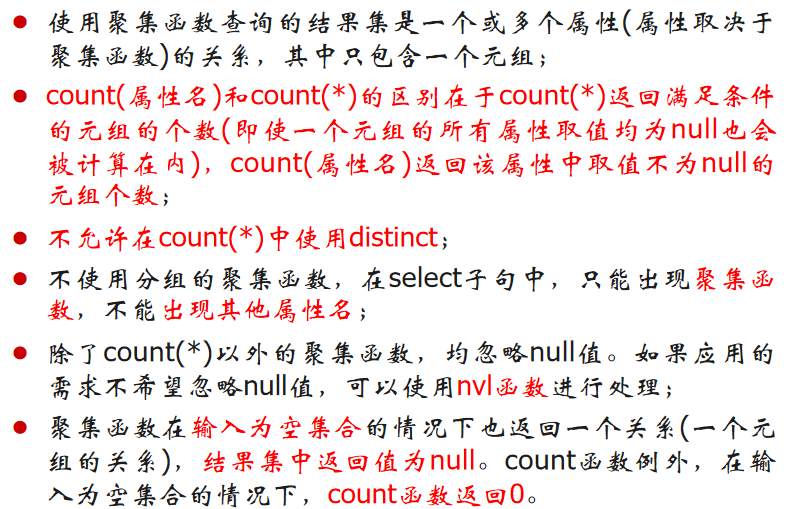 ● 使用聚集函数查询的结果集是一个或多个属性(属性取决于
聚集函数)的关系，其中只包含一个元组；
● count(属性名)和count(*)的区别在于count(*)返回满足条件
的元组的个数(即使一个元组的所有属性取值均为null也会
被计算在内)，count(属性名)返回该属性中取值不为null的
元组个数；
● 不允许在count(*)中使用distinct；
● 不使用分组的聚集函数，在select子句中，只能出现聚集函
数，不能出现其他属性名；
● 除了count(*)以外的聚集函数，均忽略null值。如果应用的
需求不希望忽略null值，可以使用nvl函数进行处理；
● 聚集函数在输入为空集合的情况下也返回一个关系(一个元
组的关系)，结果集中返回值为null。count函数例外，在输
入为空集合的情况下，count函数返回0。